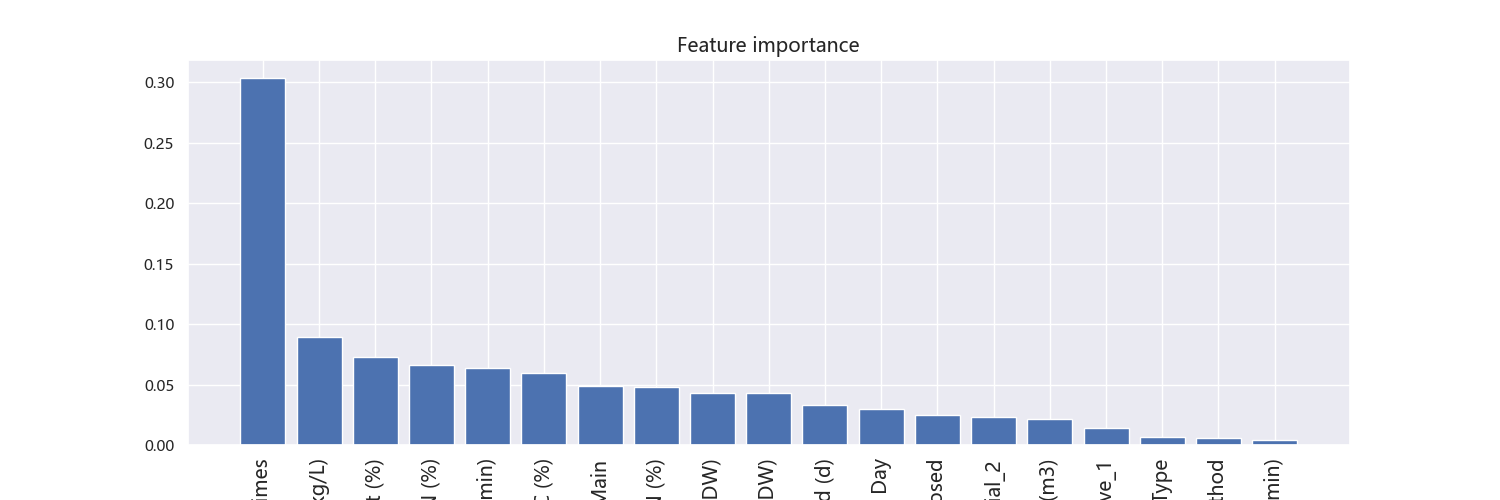 Feature importance
0.30
0.25
0.20
0.15
0.10
0.05
0.00
imes
g/L)
t (%)
(%)
min)
(%)
Main
(%)
DW)
DW)
d (d)
Day
osed
ial_2
(m3)
ve_1
Type
thod
min)